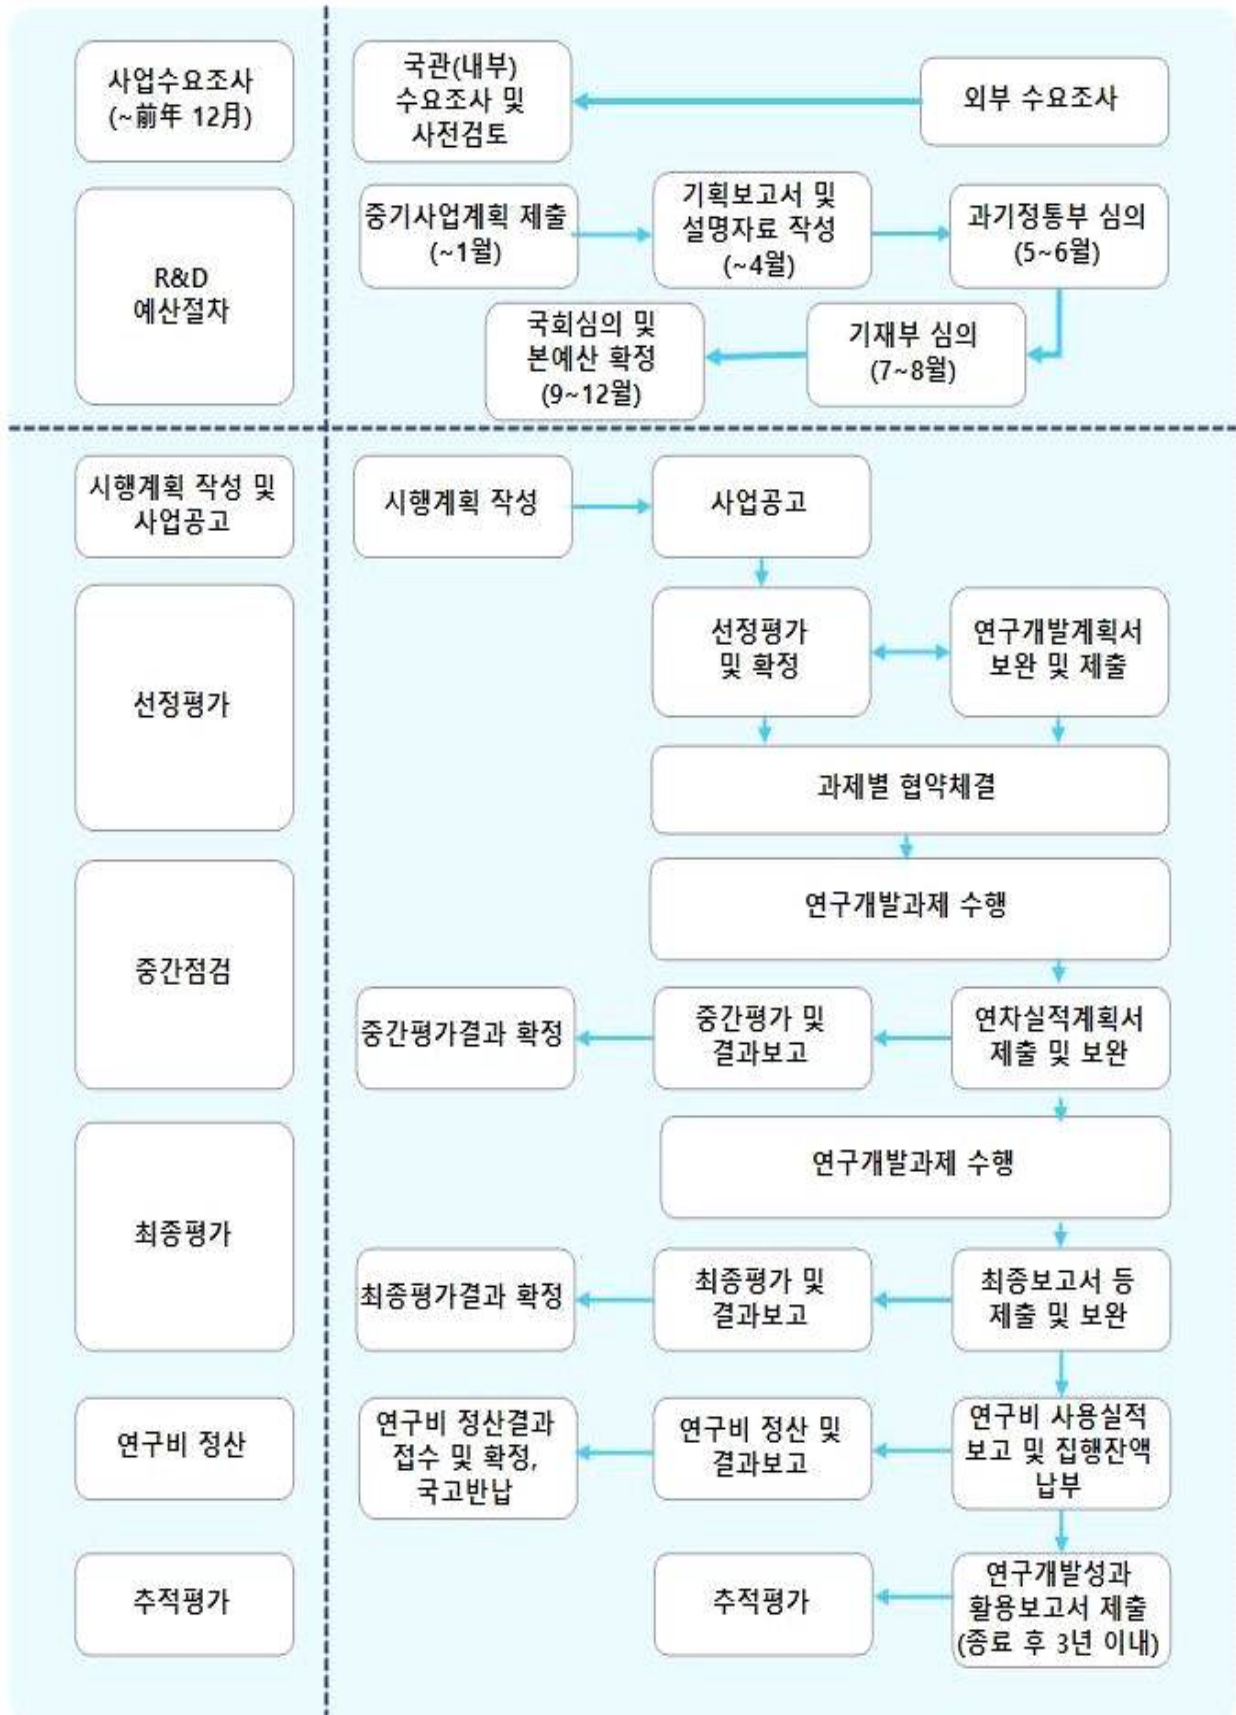 사업수요조사
(~前年 12月)
국관(내부)
수요조사 및
사전검토
외부 수요조사
R&D
예산절차
중기사업계획 제출
(~1월)
기획보고서 및
설명자료 작성
(~4월)
과기정통부 심의
(5~6월)
국회심의 및
본예산 확정
(9~12월)
기재부 심의
(7~8월)
시행계획 작성 및
사업공고
시행계획 작성
사업공고
선정평가
선정평가
및 확정
연구개발계획서
보완 및 제출
과제별 협약체결
중간점검
연구개발과제 수행
중간평가결과 확정
중간평가 및
결과보고
연차실적계획서
제출 및 보완
최종평가
연구개발과제 수행
최종평가결과 확정
최종평가 및
결과보고
최종보고서 등
제출 및 보완
연구비 정산
연구비 정산결과
접수 및 확정,
국고반납
연구비 정산 및
결과보고
연구비 사용실적
보고 및 집행잔액
납부
추적평가
추적평가
연구개발성과
활용보고서 제출
(종료 후 3년 이내)